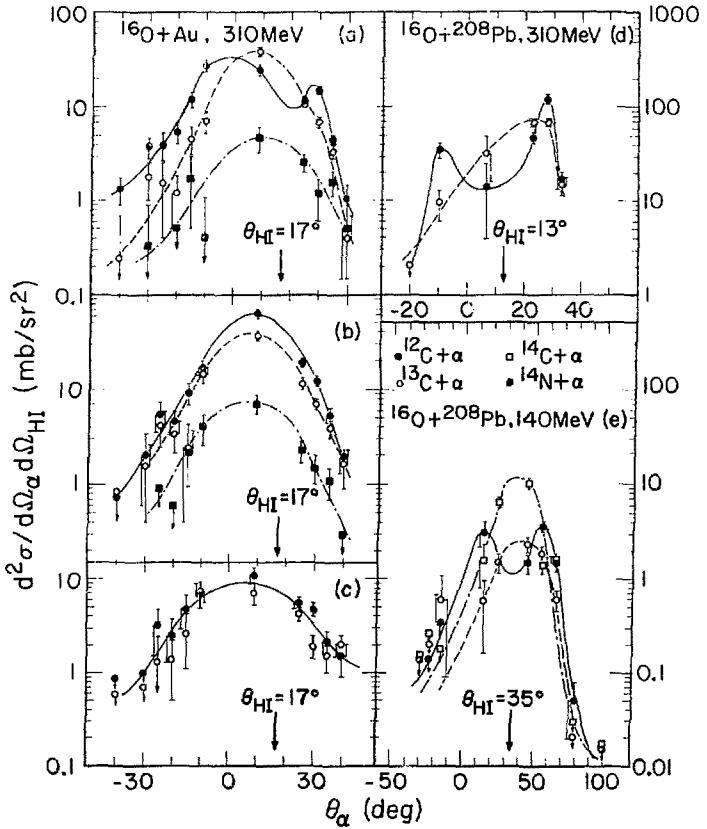 ¹⁶O+Au, 310MeV (a)
100
10
1
θHI=17°
0.1
(b)
10
1
θHI=17°
(c)
10
1
θHI=17°
0.1
-30 0 30
¹⁶O+²⁰⁸Pb, 310MeV (d)
1000
100
10
1
θHI=13°
-20 0 20 40
●¹²C+α □¹⁴C+α
○¹³C+α ■¹⁴N+α
¹⁶O+²⁰⁸Pb, 140MeV (e)
100
10
1
0.1
0.01
θHI=35°
0 50 100
d²σ/dΩα dΩHI (mb/sr²)
θα (deg)